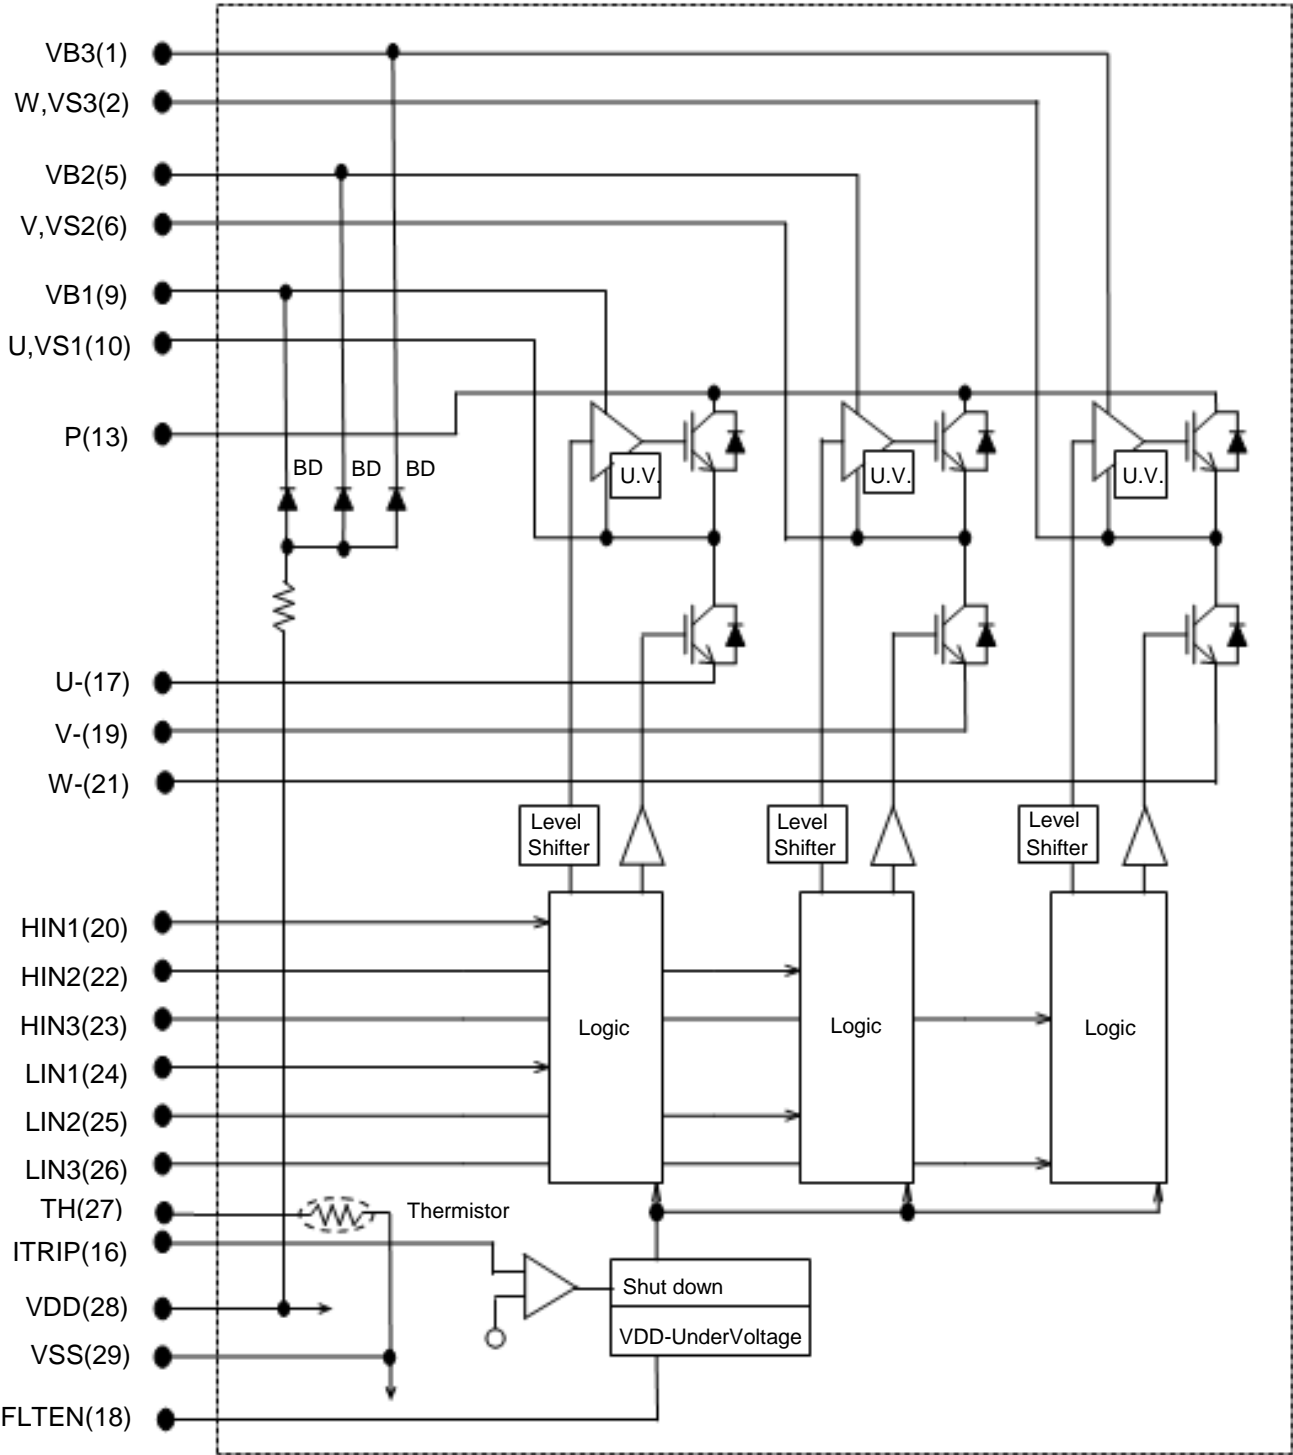 VB3(1)
W,VS3(2)
VB2(5)
V,VS2(6)
VB1(9)
U,VS1(10)
P(13)
BD
BD
BD
U.V.
U.V.
U.V.
U-(17)
V-(19)
W-(21)
Level
Shifter
Level
Shifter
Level
Shifter
HIN1(20)
HIN2(22)
HIN3(23)
LIN1(24)
LIN2(25)
LIN3(26)
Logic
Logic
Logic
TH(27)
Thermistor
ITRIP(16)
Shut down
VDD(28)
VDD-UnderVoltage
VSS(29)
FLTEN(18)